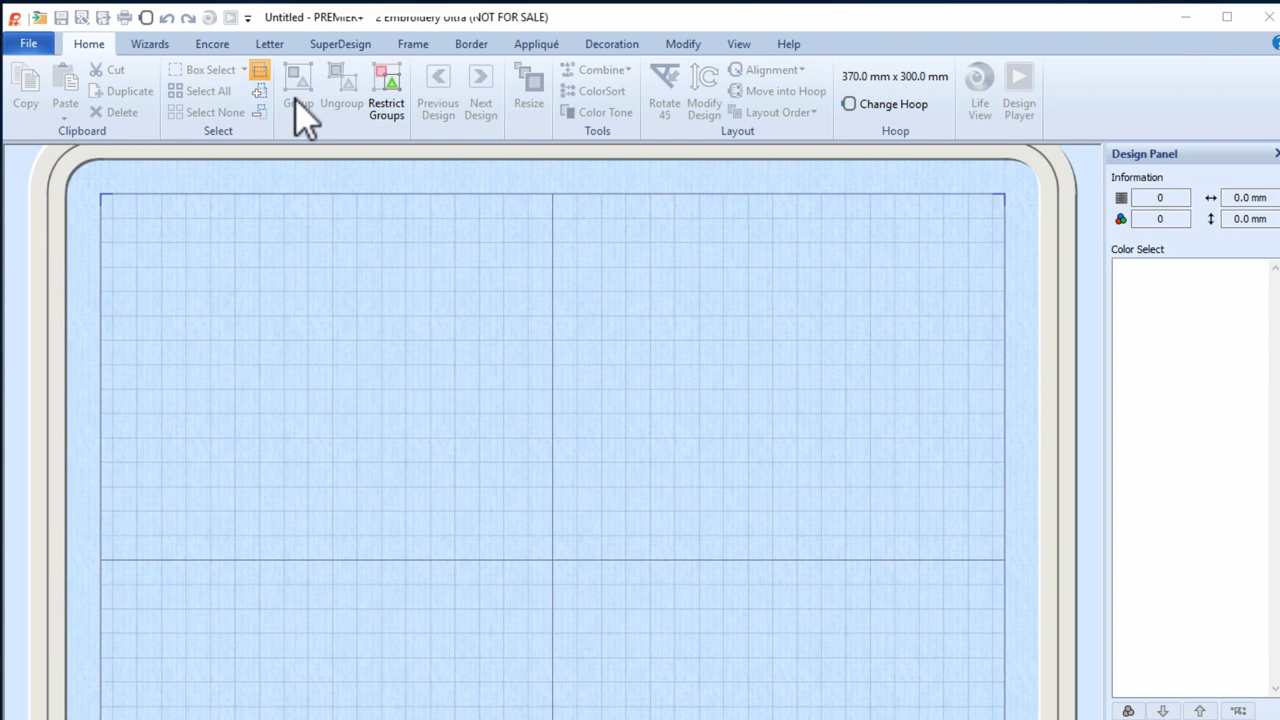 Untitled - PREMIER+ 2 Embroidery Ultra (NOT FOR SALE)
File Home Wizards Encore Letter SuperDesign Frame Border Appliqué Decoration Modify View Help
Copy
Paste
Cut
Duplicate
Delete
Clipboard
Box Select
Select All
Select None
Select
Group
Ungroup
Restrict
Groups
Previous
Design
Next
Design
Resize
Combine
ColorSort
Color Tone
Tools
Rotate
45
Modify
Design
Alignment
Move into Hoop
Layout Order
Layout
370.0 mm x 300.0 mm
Change Hoop
Hoop
Life
View
Design
Player
Design Panel
Information
0
0.0 mm
0
0.0 mm
Color Select